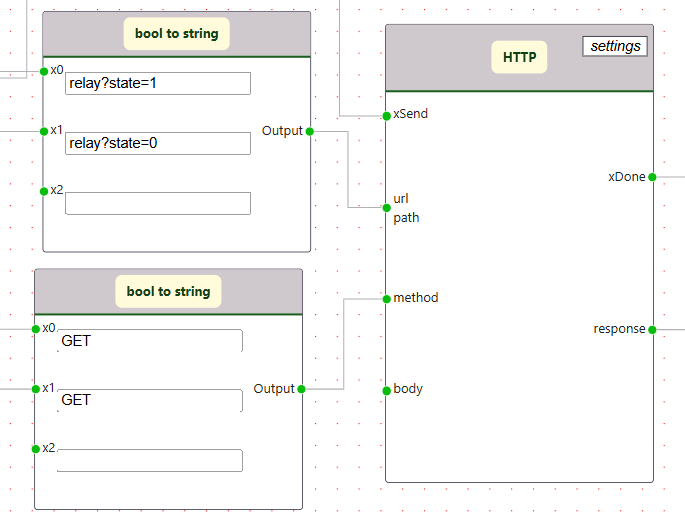 bool to string
x0
relay?state=1
x1
relay?state=0
Output
x2
bool to string
x0
GET
x1
GET
Output
x2
HTTP
settings
xSend
xDone
url
path
method
response
body